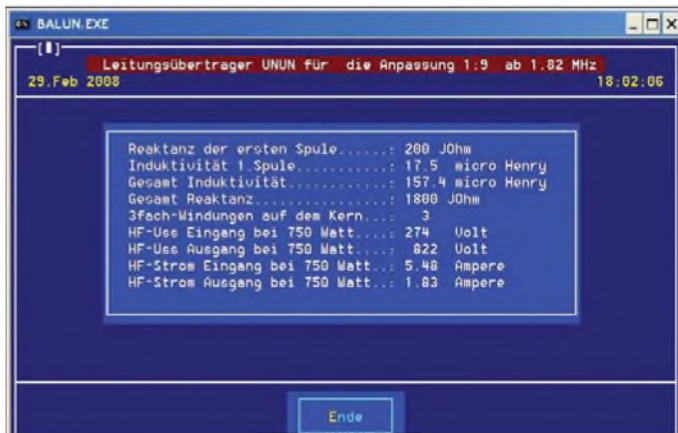 BALUN.EXE
Leitungsübertrager UNUN für die Anpassung 1:9 ab 1.82 MHz
29.Feb 2008 18:02:06
Reaktanz der ersten Spule......: 200 JOhm
Induktivität 1.Spule...........: 17.5 micro Henry
Gesamt Induktivität............: 157.4 micro Henry
Gesamt Reaktanz................: 1800 JOhm
3fach-Windungen auf dem Kern...: 3
HF-Uss Eingang bei 750 Watt....: 274 Volt
HF-Uss Ausgang bei 750 Watt....: 822 Volt
HF-Strom Eingang bei 750 Watt..: 5.48 Ampere
HF-Strom Ausgang bei 750 Watt..: 1.83 Ampere
Ende